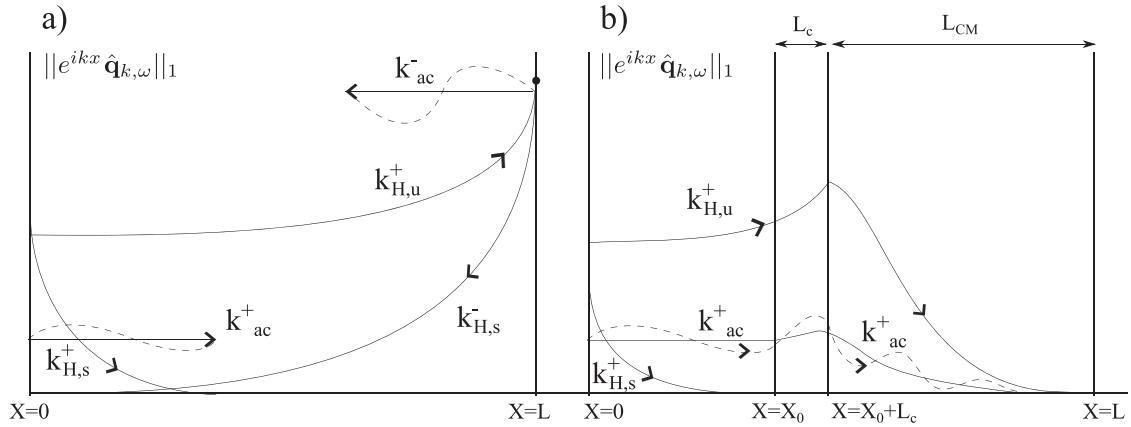 a)
||e^{ikx} q̂_{k,ω}||_1
k^-_{ac}
k^+_{H,u}
k^-_{H,s}
k^+_{ac}
k^+_{H,s}
X=0
X=L
b)
L_c
L_{CM}
||e^{ikx} q̂_{k,ω}||_1
k^+_{H,u}
k^+_{ac}
k^+_{ac}
k^+_{H,s}
X=0
X=X_0
X=X_0+L_c
X=L